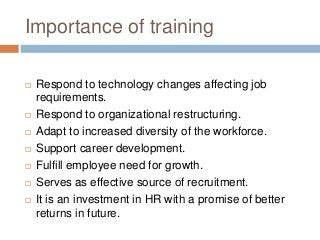 Importance of training
Respond to technology changes affecting job
requirements.
Respond to organizational restructuring.
Adapt to increased diversity of the workforce.
Support career development.
Fulfill employee need for growth.
Serves as effective source of recruitment.
It is an investment in HR with a promise of better
returns in future.